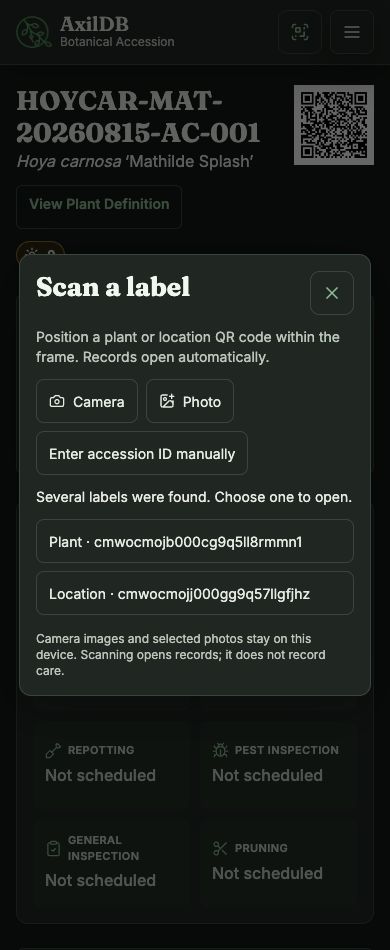 AxilDB
Botanical Accession
HOYCAR-MAT-
20260815-AC-001
Hoya carnosa ‘Mathilde Splash’
View Plant Definition
Scan a label
Position a plant or location QR code within the
frame. Records open automatically.
Camera
Photo
Enter accession ID manually
Several labels were found. Choose one to open.
Plant · cmwocmojb000cg9q5ll8rmmn1
Location · cmwocmojj000gg9q57llgfjhz
Camera images and selected photos stay on this
device. Scanning opens records; it does not record
care.
REPOTTING
Not scheduled
PEST INSPECTION
Not scheduled
GENERAL
INSPECTION
Not scheduled
PRUNING
Not scheduled